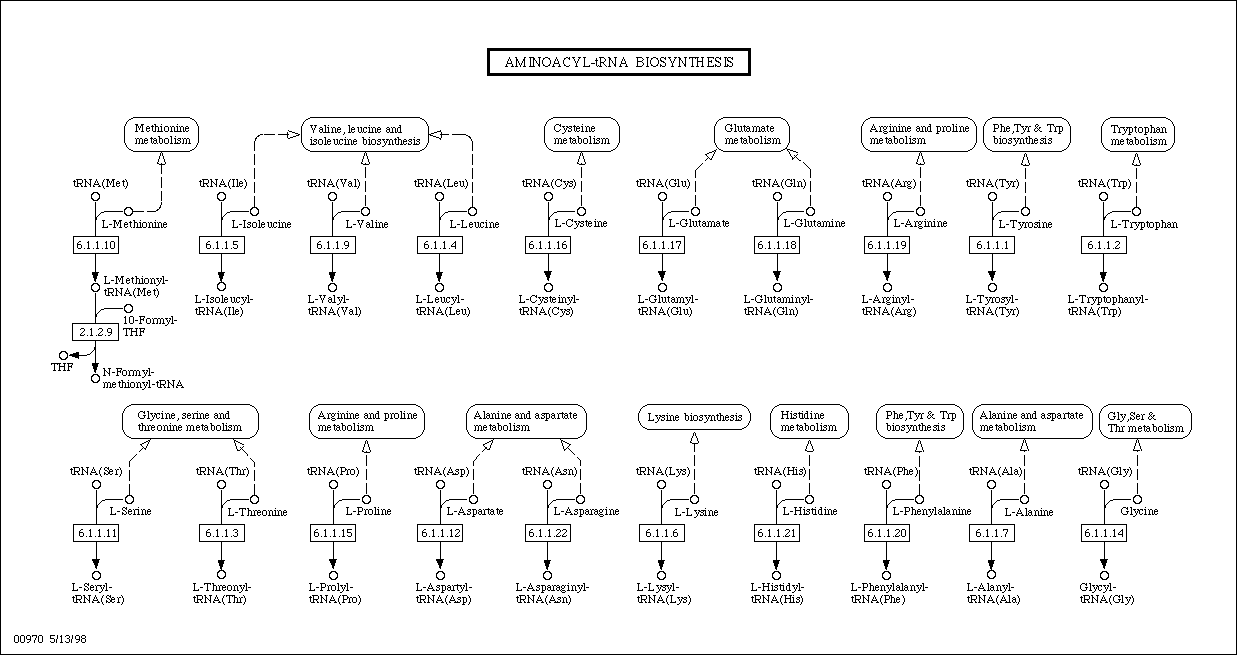 AMINOACYL-tRNA BIOSYNTHESIS
Methionine
metabolism
Valine, leucine and
isoleucine biosynthesis
Cysteine
metabolism
Glutamate
metabolism
Arginine and proline
metabolism
Phe,Tyr & Trp
biosynthesis
Tryptophan
metabolism
tRNA(Met)
tRNA(Ile)
tRNA(Val)
tRNA(Leu)
tRNA(Cys)
tRNA(Glu)
tRNA(Gln)
tRNA(Arg)
tRNA(Tyr)
tRNA(Trp)
L-Methionine
L-Isoleucine
L-Valine
L-Leucine
L-Cysteine
L-Glutamate
L-Glutamine
L-Arginine
L-Tyrosine
L-Tryptophan
6.1.1.10
6.1.1.5
6.1.1.9
6.1.1.4
6.1.1.16
6.1.1.17
6.1.1.18
6.1.1.19
6.1.1.1
6.1.1.2
L-Methionyl-
tRNA(Met)
L-Isoleucyl-
tRNA(Ile)
L-Valyl-
tRNA(Val)
L-Leucyl-
tRNA(Leu)
L-Cysteinyl-
tRNA(Cys)
L-Glutamyl-
tRNA(Glu)
L-Glutaminyl-
tRNA(Gln)
L-Arginyl-
tRNA(Arg)
L-Tyrosyl-
tRNA(Tyr)
L-Tryptophanyl-
tRNA(Trp)
10-Formyl-
THF
2.1.2.9
THF
N-Formyl-
methionyl-tRNA
Glycine, serine and
threonine metabolism
Arginine and proline
metabolism
Alanine and aspartate
metabolism
Lysine biosynthesis
Histidine
metabolism
Phe,Tyr & Trp
biosynthesis
Alanine and aspartate
metabolism
Gly,Ser &
Thr metabolism
tRNA(Ser)
tRNA(Thr)
tRNA(Pro)
tRNA(Asp)
tRNA(Asn)
tRNA(Lys)
tRNA(His)
tRNA(Phe)
tRNA(Ala)
tRNA(Gly)
L-Serine
L-Threonine
L-Proline
L-Aspartate
L-Asparagine
L-Lysine
L-Histidine
L-Phenylalanine
L-Alanine
Glycine
6.1.1.11
6.1.1.3
6.1.1.15
6.1.1.12
6.1.1.22
6.1.1.6
6.1.1.21
6.1.1.20
6.1.1.7
6.1.1.14
L-Seryl-
tRNA(Ser)
L-Threonyl-
tRNA(Thr)
L-Prolyl-
tRNA(Pro)
L-Aspartyl-
tRNA(Asp)
L-Asparaginyl-
tRNA(Asn)
L-Lysyl-
tRNA(Lys)
L-Histidyl-
tRNA(His)
L-Phenylalanyl-
tRNA(Phe)
L-Alanyl-
tRNA(Ala)
Glycyl-
tRNA(Gly)
00970 5/13/98